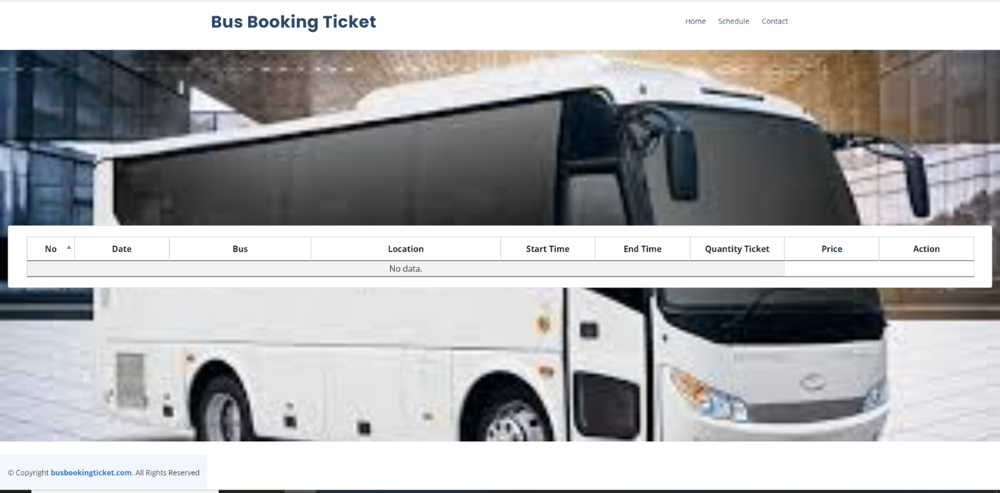 Bus Booking Ticket
Home Schedule Contact
No Date Bus Location Start Time End Time Quantity Ticket Price Action
No data.
© Copyright busbookingticket.com. All Rights Reserved